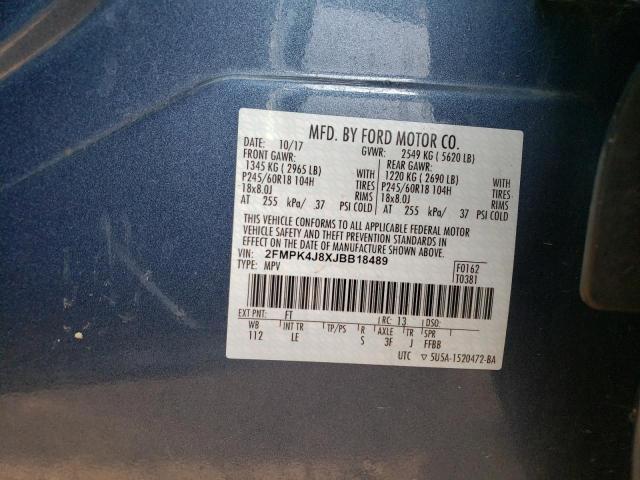 MFD. BY FORD MOTOR CO.
DATE: 10/17 GVWR: 2549 KG ( 5620 LB)
FRONT GAWR: REAR GAWR:
1345 KG ( 2965 LB) WITH 1220 KG ( 2690 LB) WITH
P245/60R18 104H TIRES P245/60R18 104H TIRES
18x8.0J RIMS 18x8.0J RIMS
AT 255 kPa/ 37 PSI COLD AT 255 kPa/ 37 PSI COLD
THIS VEHICLE CONFORMS TO ALL APPLICABLE FEDERAL MOTOR
VEHICLE SAFETY AND THEFT PREVENTION STANDARDS IN
EFFECT ON THE DATE OF MANUFACTURE SHOWN ABOVE.
VIN: 2FMPK4J8XJBB18489
TYPE: MPV
F0162
T0381
EXT PNT: FT RC: 13 DSO:
WB INT TR TP/PS R AXLE TR SPR
112 LE S 3F J FFBB
UTC ▽ 5U5A-1520472-BA